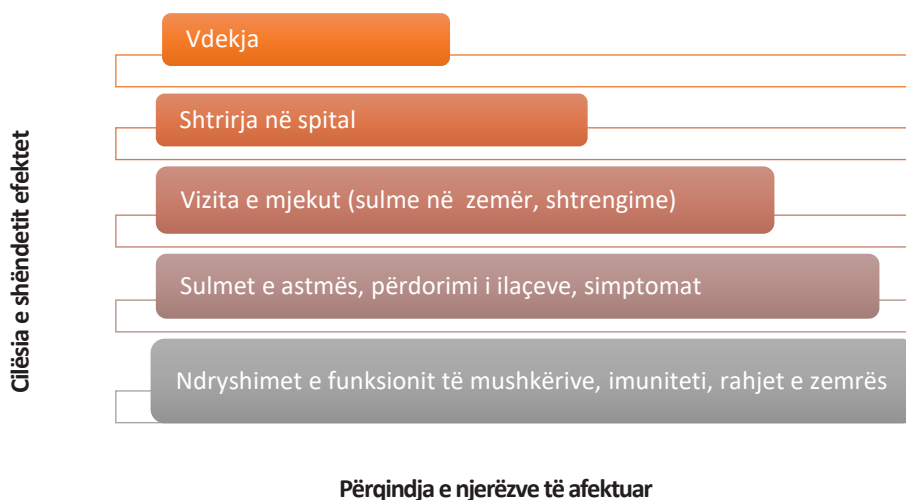 Vdekja
Shtrirja në spital
Vizita e mjekut (sulme në zemër, shtrengime)
Sulmet e astmës, përdorimi i ilaçeve, simptomat
Ndryshimet e funksionit të mushkërive, imuniteti, rahjet e zemrës
Cilësia e shëndetit efektet
Përqindja e njerëzve të afektuar